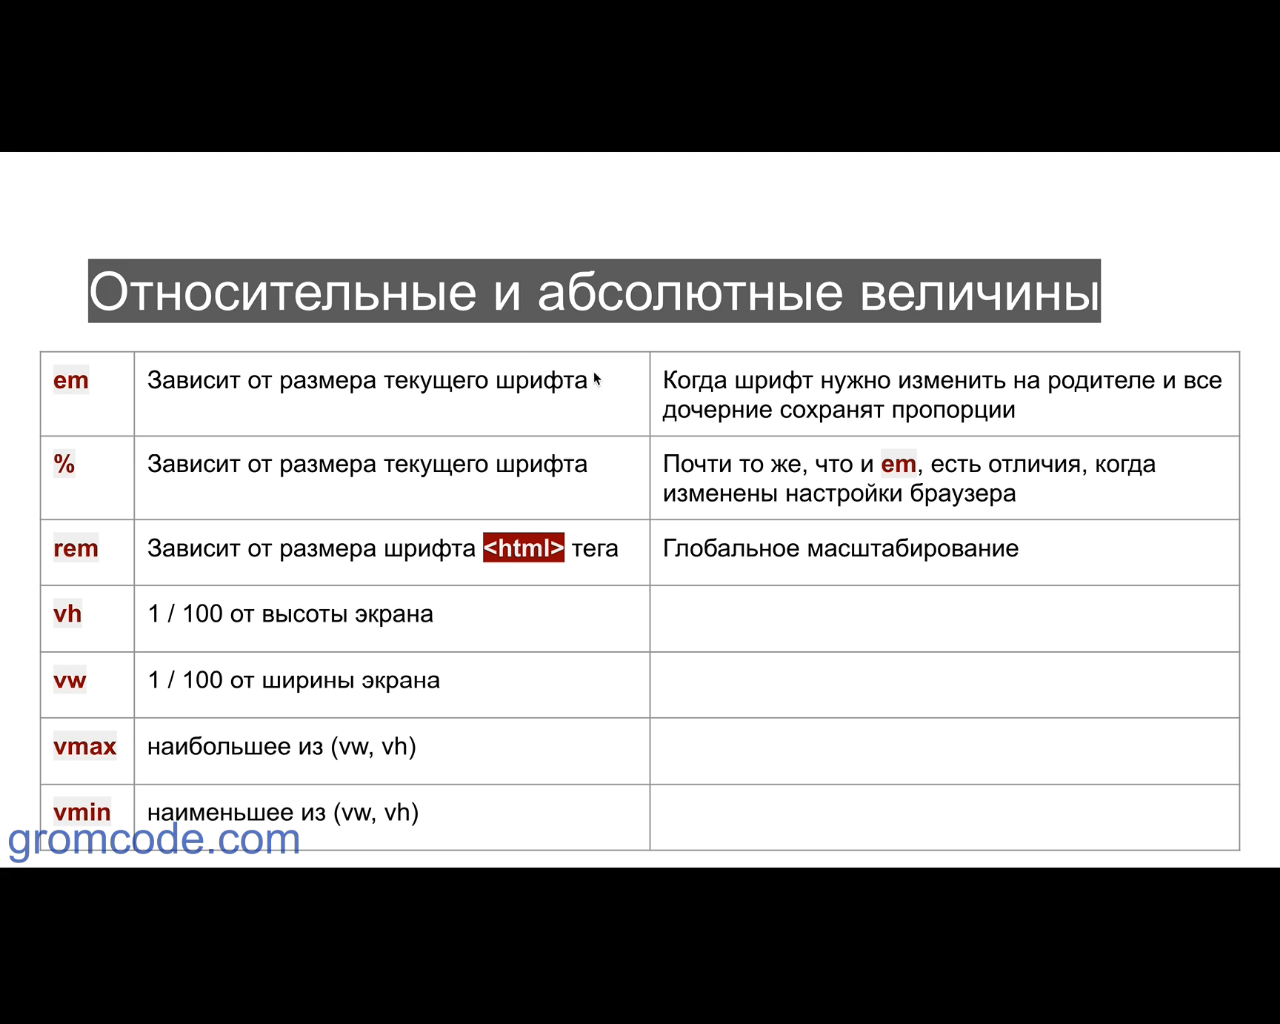 Относительные и абсолютные величины
em
Зависит от размера текущего шрифта
Когда шрифт нужно изменить на родителе и все
дочерние сохранят пропорции
%
Зависит от размера текущего шрифта
Почти то же, что и em, есть отличия, когда
изменены настройки браузера
rem
Зависит от размера шрифта <html> тега
Глобальное масштабирование
vh
1 / 100 от высоты экрана
vw
1 / 100 от ширины экрана
vmax
наибольшее из (vw, vh)
vmin
наименьшее из (vw, vh)
gromcode.com